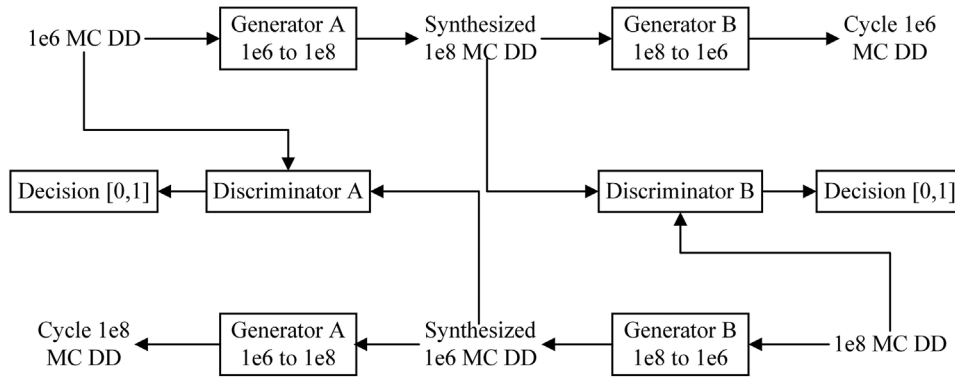 1e6 MC DD
Generator A
1e6 to 1e8
Synthesized
1e8 MC DD
Generator B
1e8 to 1e6
Cycle 1e6
MC DD
Decision [0,1]
Discriminator A
Discriminator B
Decision [0,1]
Cycle 1e8
MC DD
Generator A
1e6 to 1e8
Synthesized
1e6 MC DD
Generator B
1e8 to 1e6
1e8 MC DD